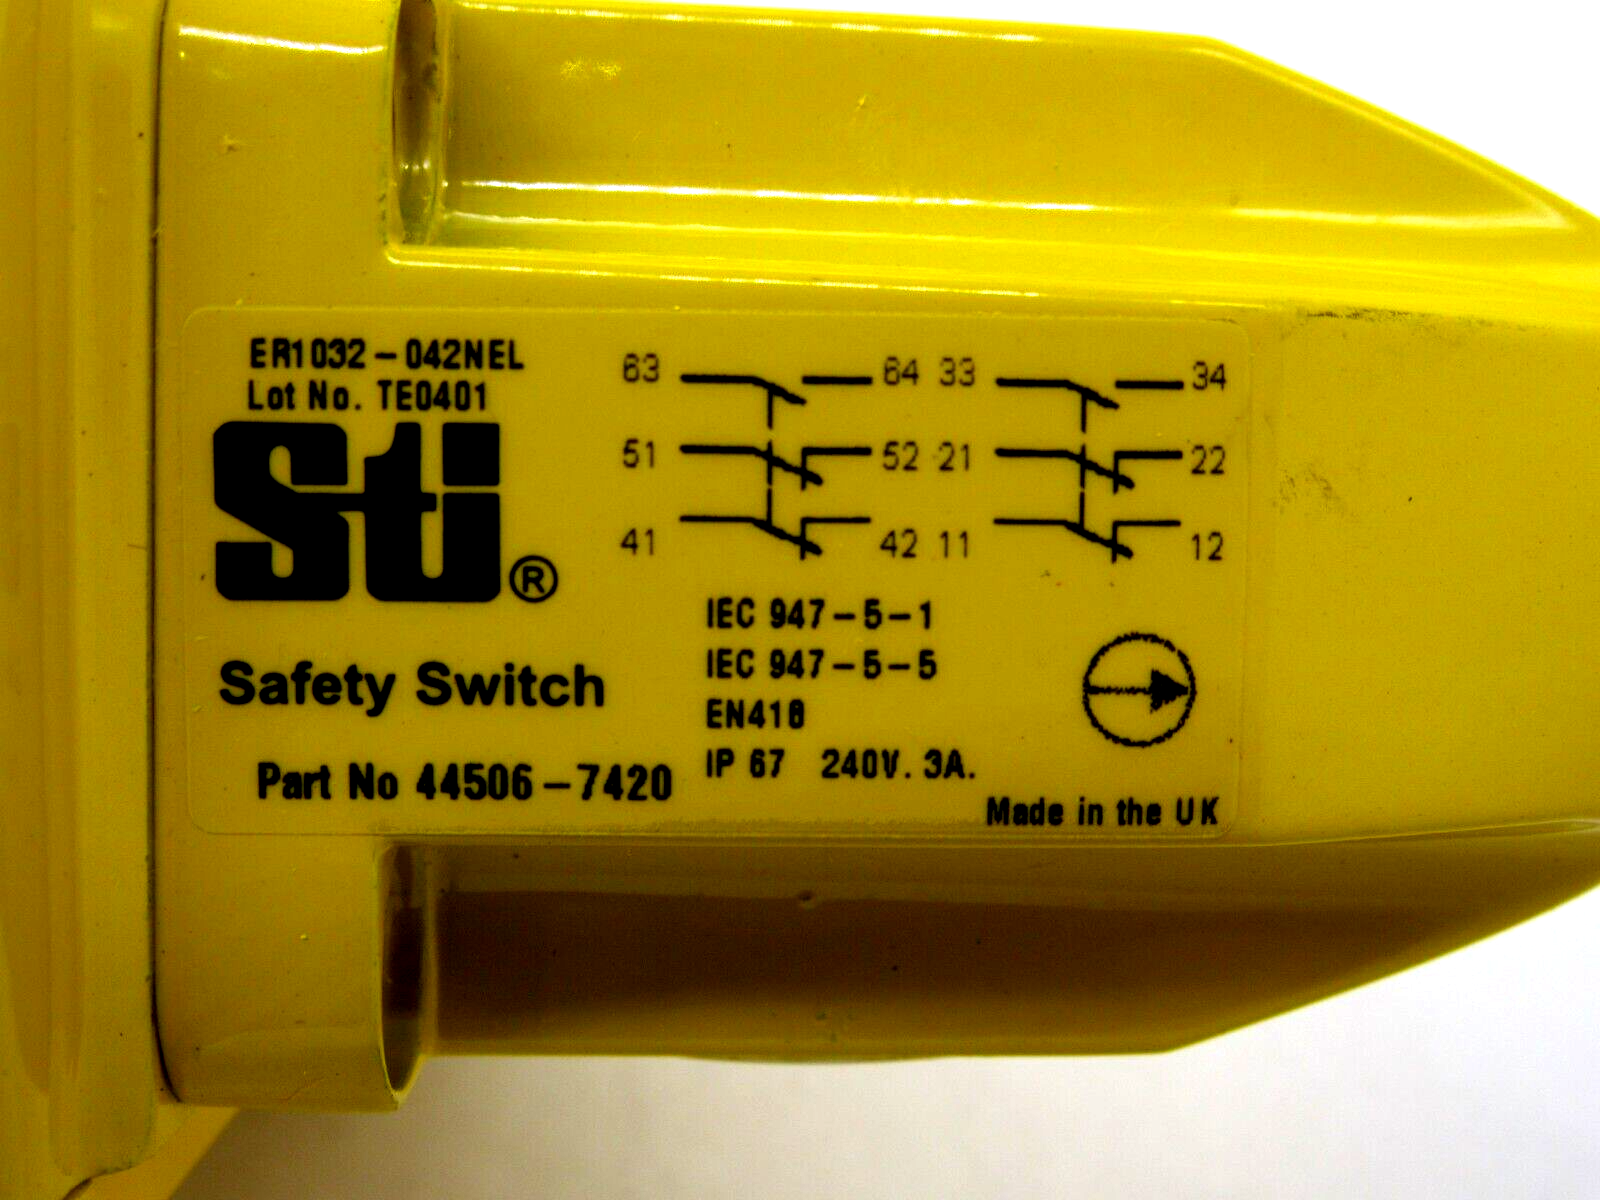 ER1032-042NEL
Lot No. TE0401
Sti®
Safety Switch
Part No 44506-7420
63 64 33 34
51 52 21 22
41 42 11 12
IEC 947-5-1
IEC 947-5-5
EN418
IP 67 240V. 3A.
Made in the UK